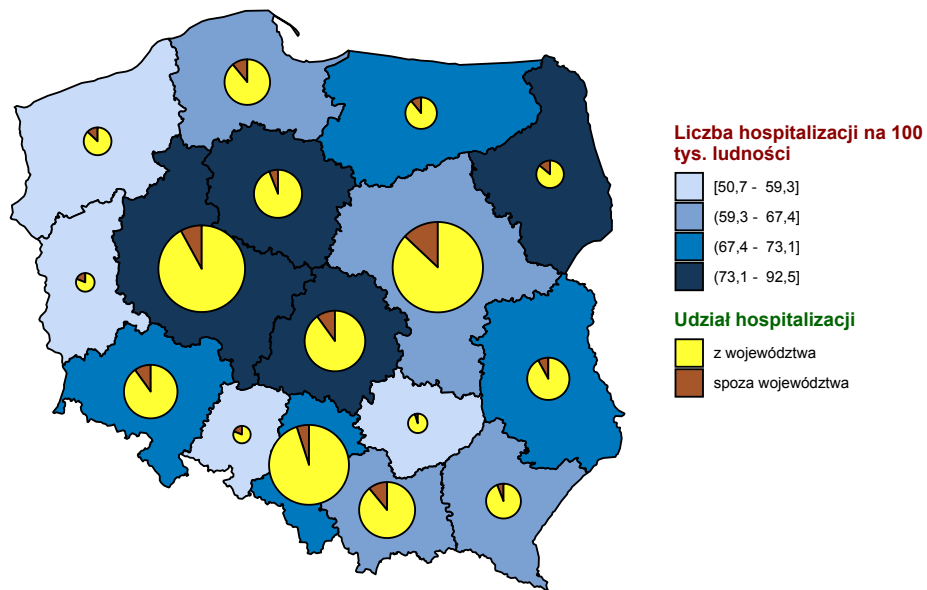 Liczba hospitalizacji na 100
tys. ludności
[50,7 - 59,3]
(59,3 - 67,4]
(67,4 - 73,1]
(73,1 - 92,5]
Udział hospitalizacji
z województwa
spoza województwa